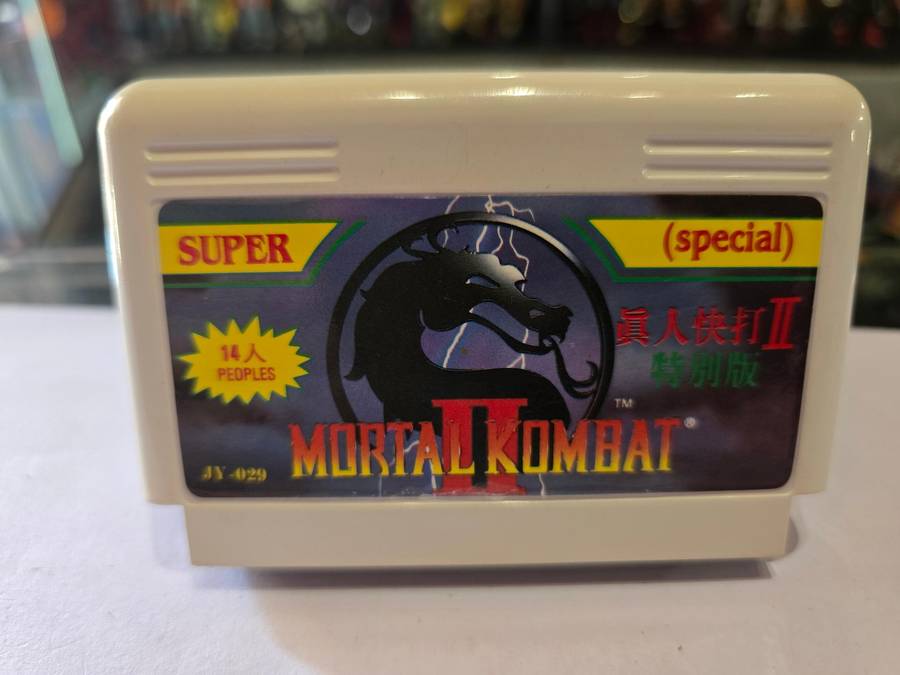 SUPER
(special)
眞人快打II
特別版
14人
PEOPLES
TM
MORTAL KOMBAT®
II
JY-029